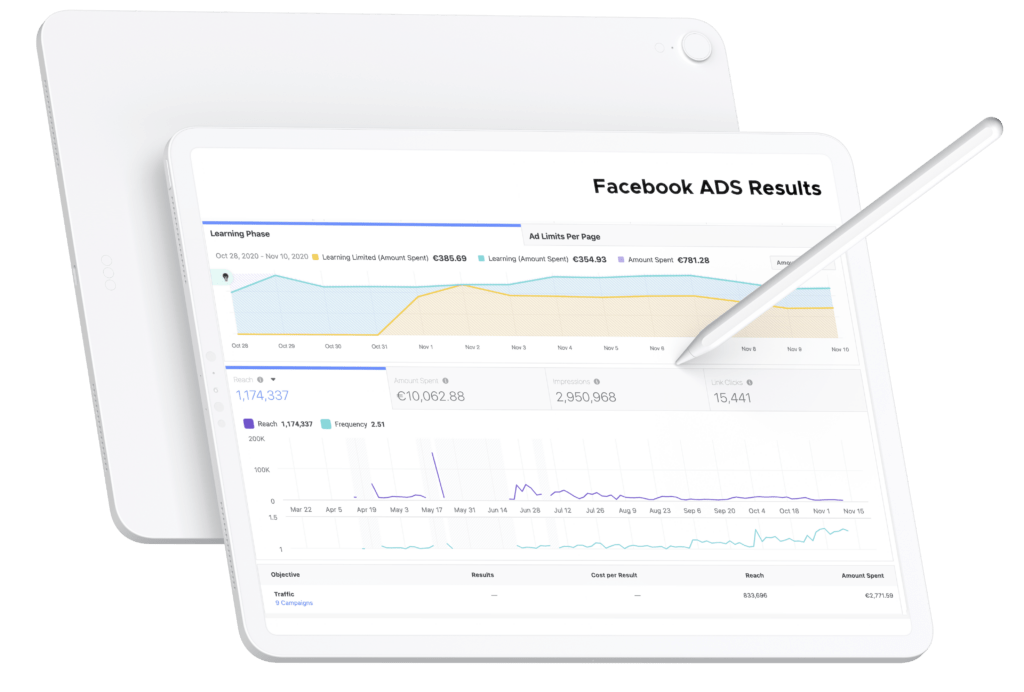 Facebook ADS Results
Learning Phase
Ad Limits Per Page
Oct 28, 2020 - Nov 10, 2020 Learning Limited (Amount Spent) €385.69 Learning (Amount Spent) €354.93 Amount Spent €781.28
Oct 28 Oct 29 Oct 30 Oct 31 Nov 1 Nov 2 Nov 3 Nov 4 Nov 5 Nov 6 Nov 8 Nov 9 Nov 10
Reach Amount Spent Impressions Link Clicks
1,174,337 €10,062.88 2,950,968 15,441
Reach 1,174,337 Frequency 2.51
200K
100K
0
Mar 22 Apr 5 Apr 19 May 3 May 17 May 31 Jun 14 Jun 28 Jul 12 Jul 26 Aug 9 Aug 23 Sep 6 Sep 20 Oct 4 Oct 18 Nov 1 Nov 15
1.5
1
Objective Results Cost per Result Reach Amount Spent
Traffic — — 833,696 €2,771.59
9 Campaigns